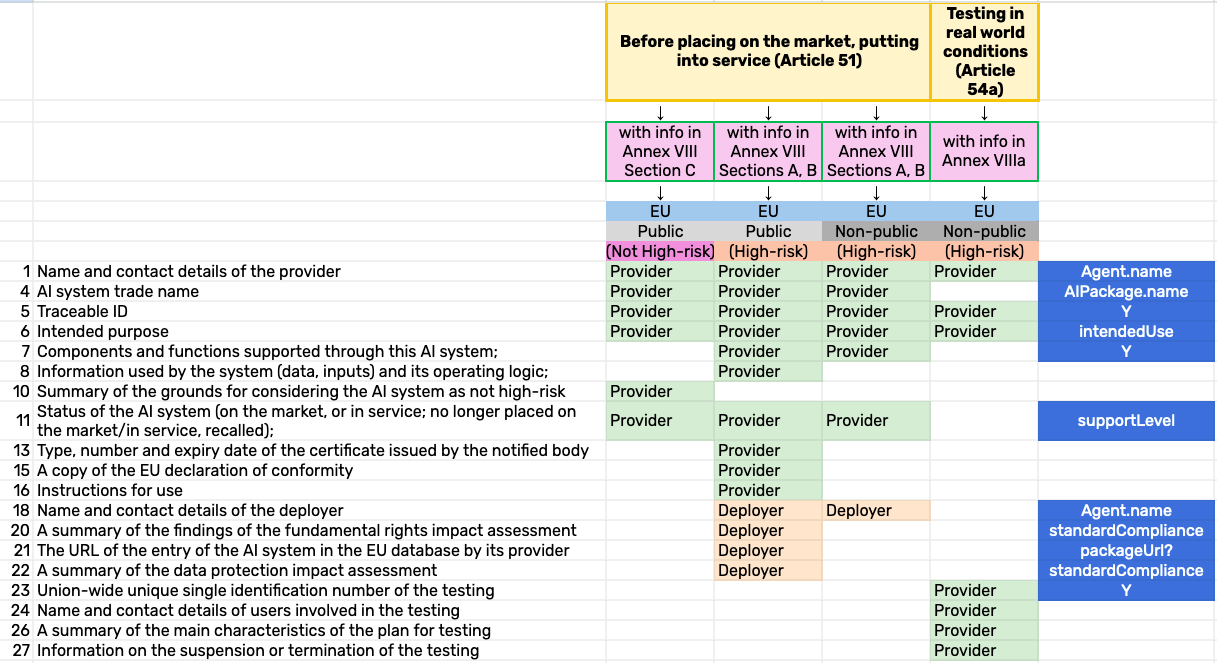 Before placing on the market, putting
into service (Article 51)
Testing in
real world
conditions
(Article
54a)
↓ ↓ ↓ ↓
with info in
Annex VIII
Section C
with info in
Annex VIII
Sections A, B
with info in
Annex VIII
Sections A, B
with info in
Annex VIIIa
↓ ↓ ↓ ↓
EU EU EU EU
Public Public Non-public Non-public
(Not High-risk) (High-risk) (High-risk) (High-risk)
1 Name and contact details of the provider Provider Provider Provider Provider Agent.name
4 AI system trade name Provider Provider Provider AIPackage.name
5 Traceable ID Provider Provider Provider Provider Y
6 Intended purpose Provider Provider Provider Provider intendedUse
7 Components and functions supported through this AI system; Provider Provider Y
8 Information used by the system (data, inputs) and its operating logic; Provider
10 Summary of the grounds for considering the AI system as not high-risk Provider
11 Status of the AI system (on the market, or in service; no longer placed on
the market/in service, recalled); Provider Provider Provider supportLevel
13 Type, number and expiry date of the certificate issued by the notified body Provider
15 A copy of the EU declaration of conformity Provider
16 Instructions for use Provider
18 Name and contact details of the deployer Deployer Deployer Agent.name
20 A summary of the findings of the fundamental rights impact assessment Deployer standardCompliance
21 The URL of the entry of the AI system in the EU database by its provider Deployer packageUrl?
22 A summary of the data protection impact assessment Deployer standardCompliance
23 Union-wide unique single identification number of the testing Provider Y
24 Name and contact details of users involved in the testing Provider
26 A summary of the main characteristics of the plan for testing Provider
27 Information on the suspension or termination of the testing Provider